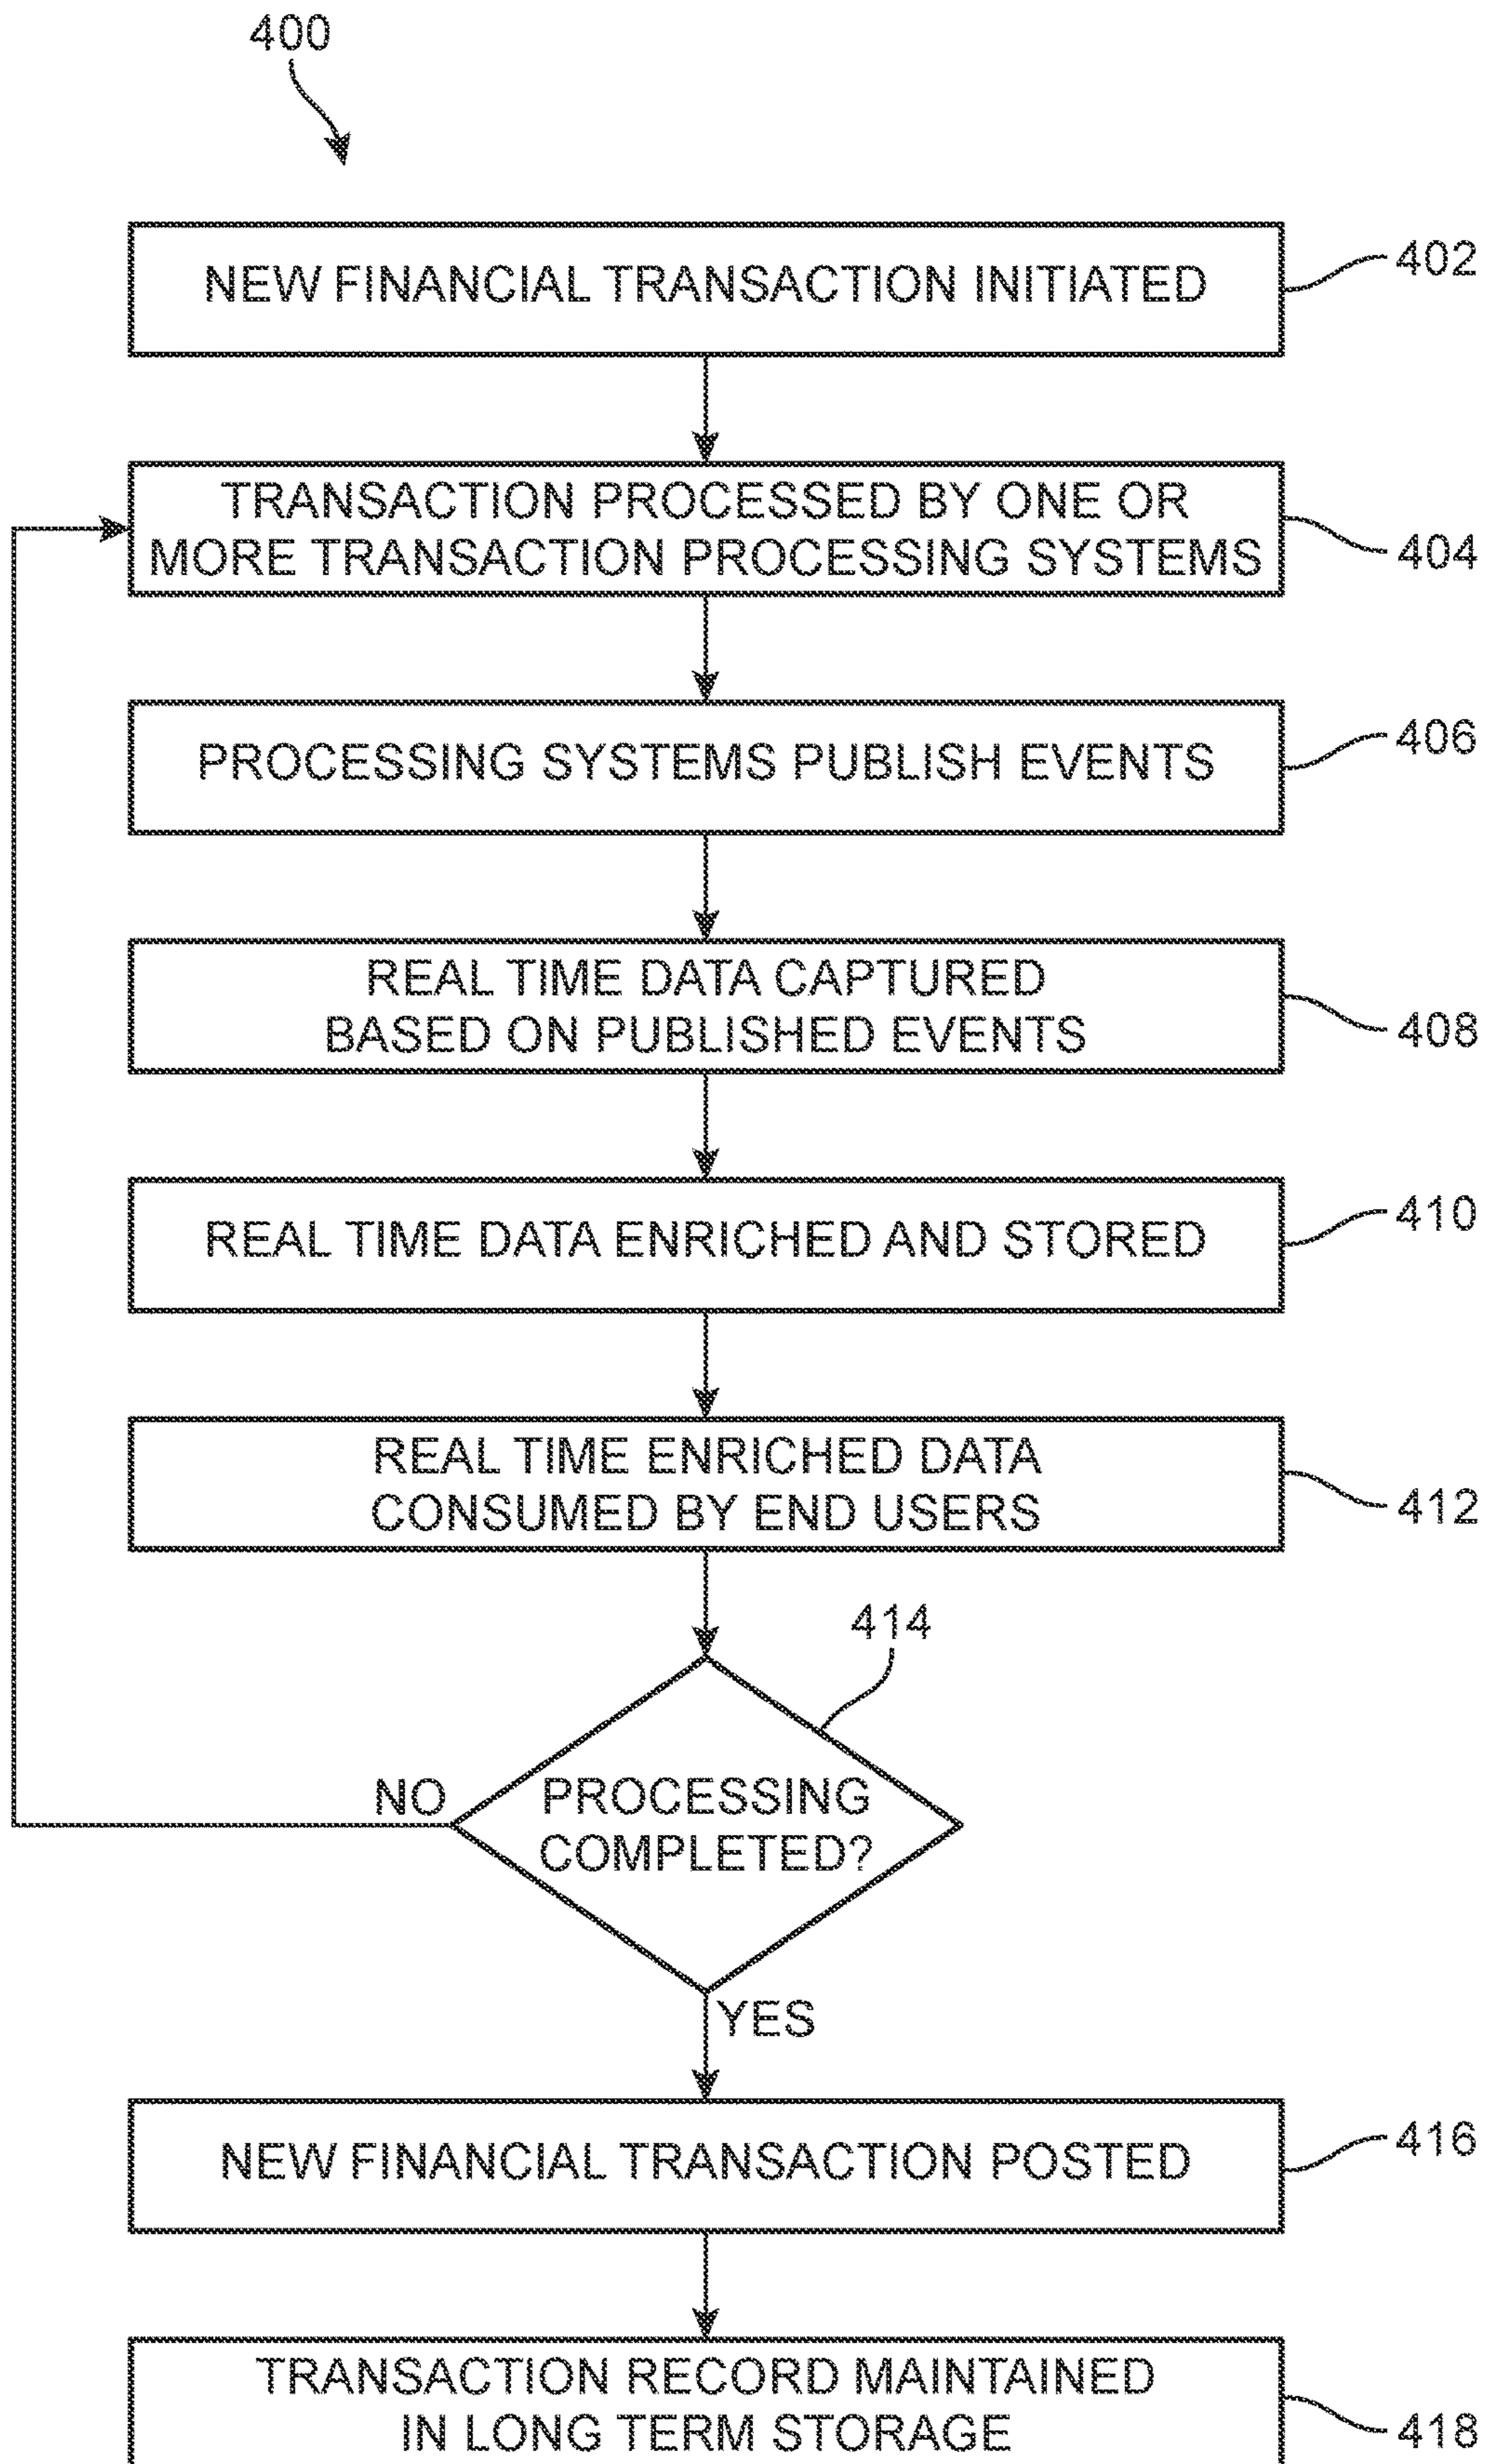 400
NEW FINANCIAL TRANSACTION INITIATED
402
TRANSACTION PROCESSED BY ONE OR
MORE TRANSACTION PROCESSING SYSTEMS
404
PROCESSING SYSTEMS PUBLISH EVENTS
406
REAL TIME DATA CAPTURED
BASED ON PUBLISHED EVENTS
408
REAL TIME DATA ENRICHED AND STORED
410
REAL TIME ENRICHED DATA
CONSUMED BY END USERS
412
414
NO
PROCESSING
COMPLETED?
YES
NEW FINANCIAL TRANSACTION POSTED
416
TRANSACTION RECORD MAINTAINED
IN LONG TERM STORAGE
418